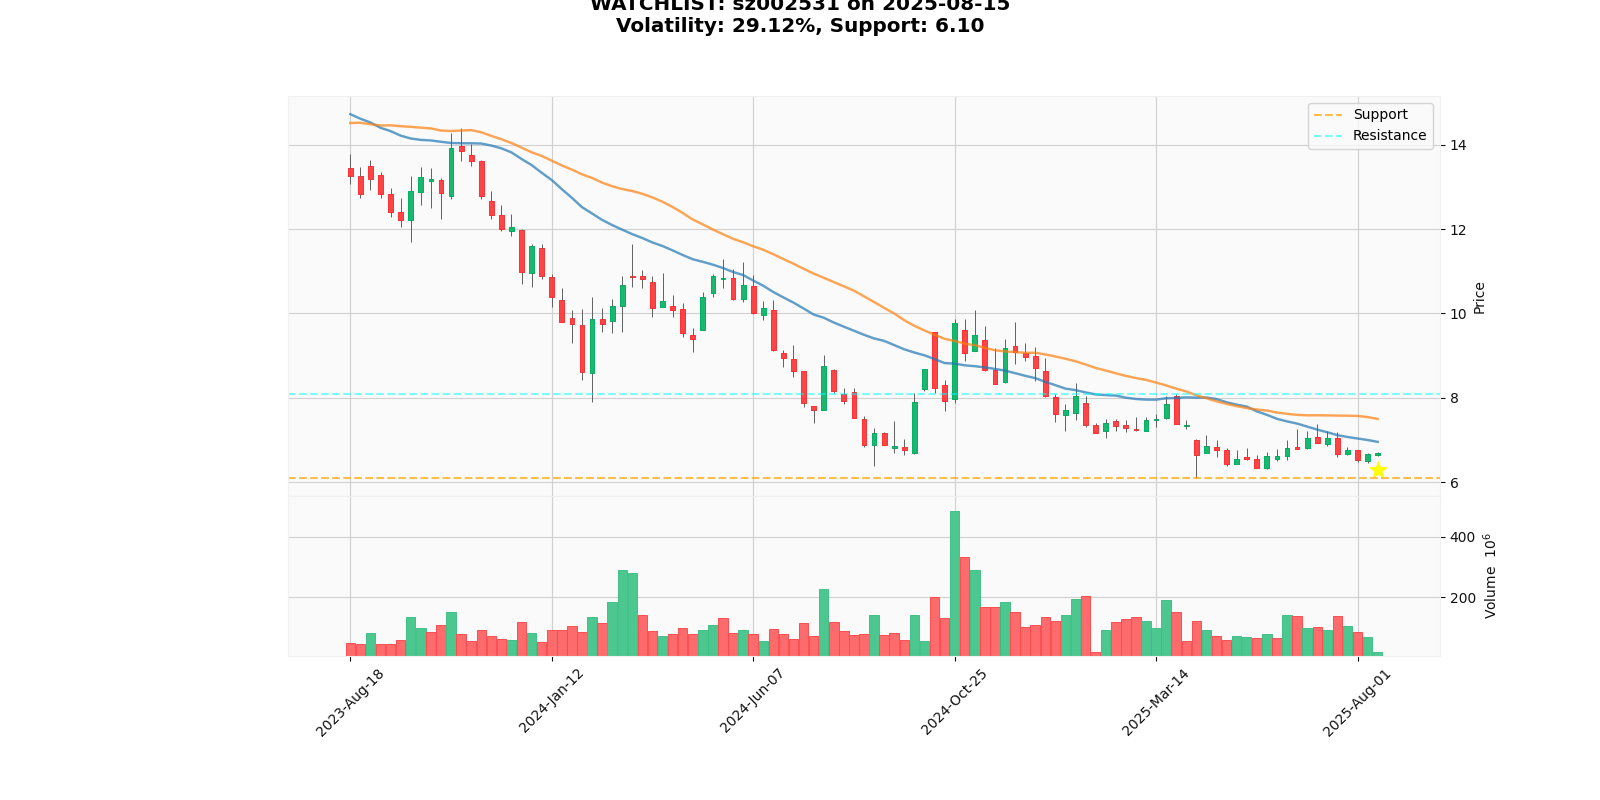 WATCHLIST: sz002531 on 2025-08-15
Volatility: 29.12%, Support: 6.10
Support
Resistance
14
12
10
8
6
Price
400
200
Volume 10⁶
2023-Aug-18
2024-Jan-12
2024-Jun-07
2024-Oct-25
2025-Mar-14
2025-Aug-01